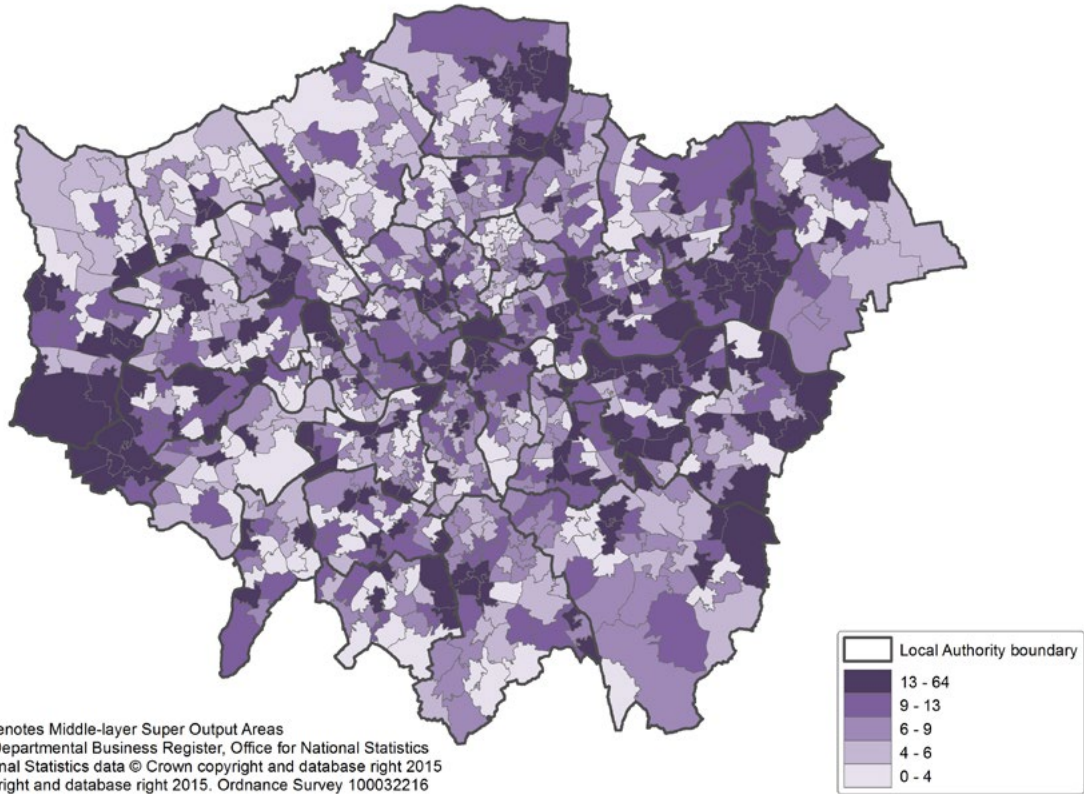 enotes Middle-layer Super Output Areas
Departmental Business Register, Office for National Statistics
nal Statistics data © Crown copyright and database right 2015
right and database right 2015. Ordnance Survey 100032216
Local Authority boundary
13 - 64
9 - 13
6 - 9
4 - 6
0 - 4